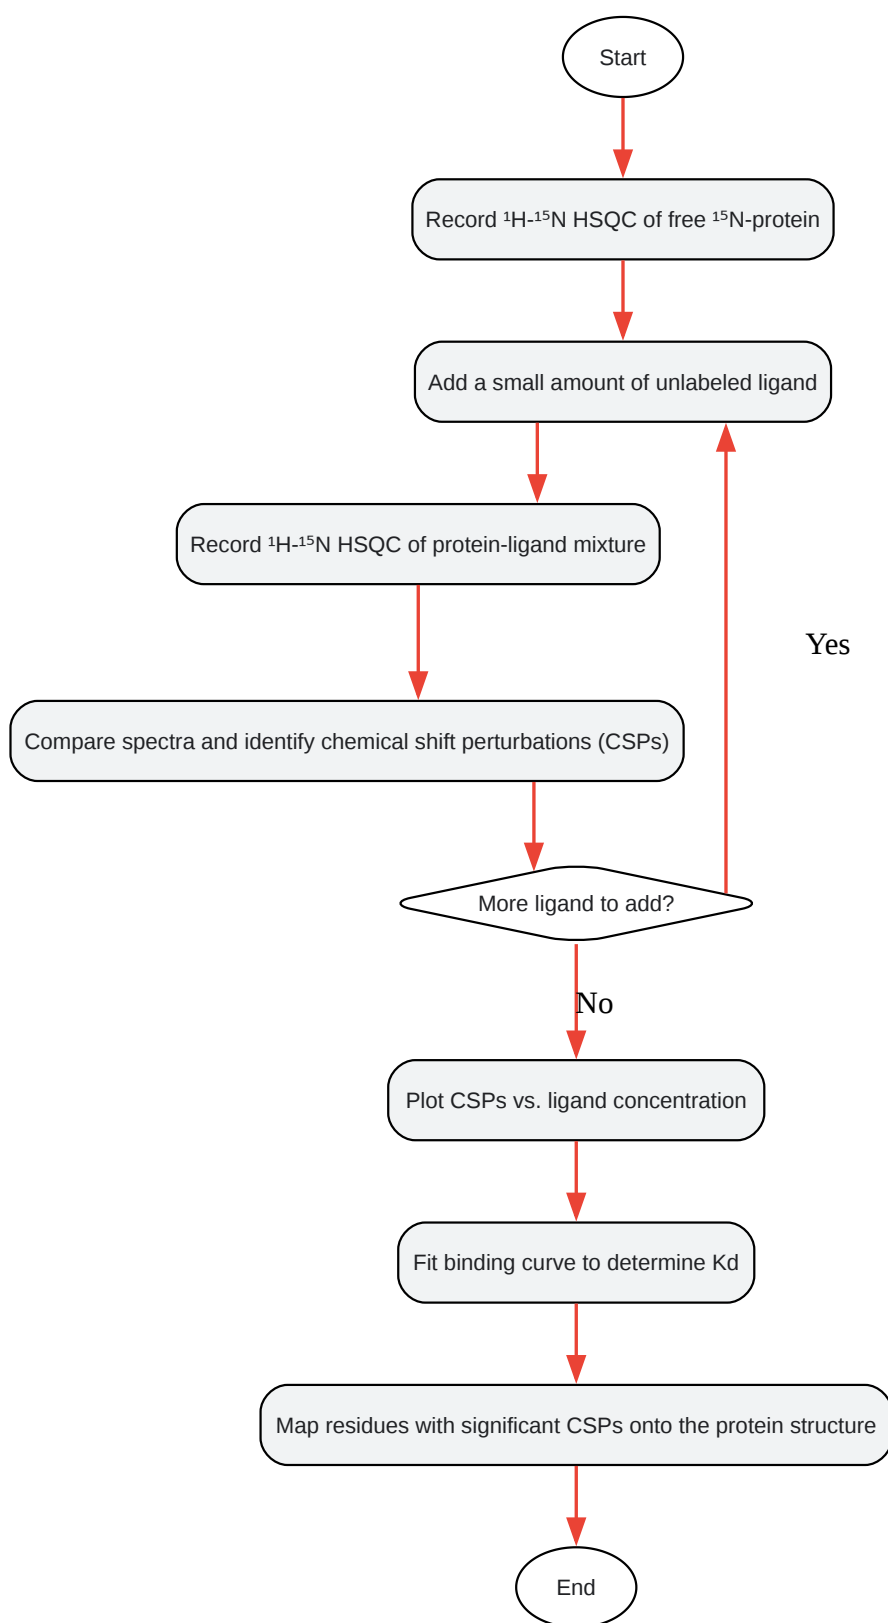 Start
Record ¹H-¹⁵N HSQC of free ¹⁵N-protein
Add a small amount of unlabeled ligand
Record ¹H-¹⁵N HSQC of protein-ligand mixture
Yes
Compare spectra and identify chemical shift perturbations (CSPs)
More ligand to add?
No
Plot CSPs vs. ligand concentration
Fit binding curve to determine Kd
Map residues with significant CSPs onto the protein structure
End